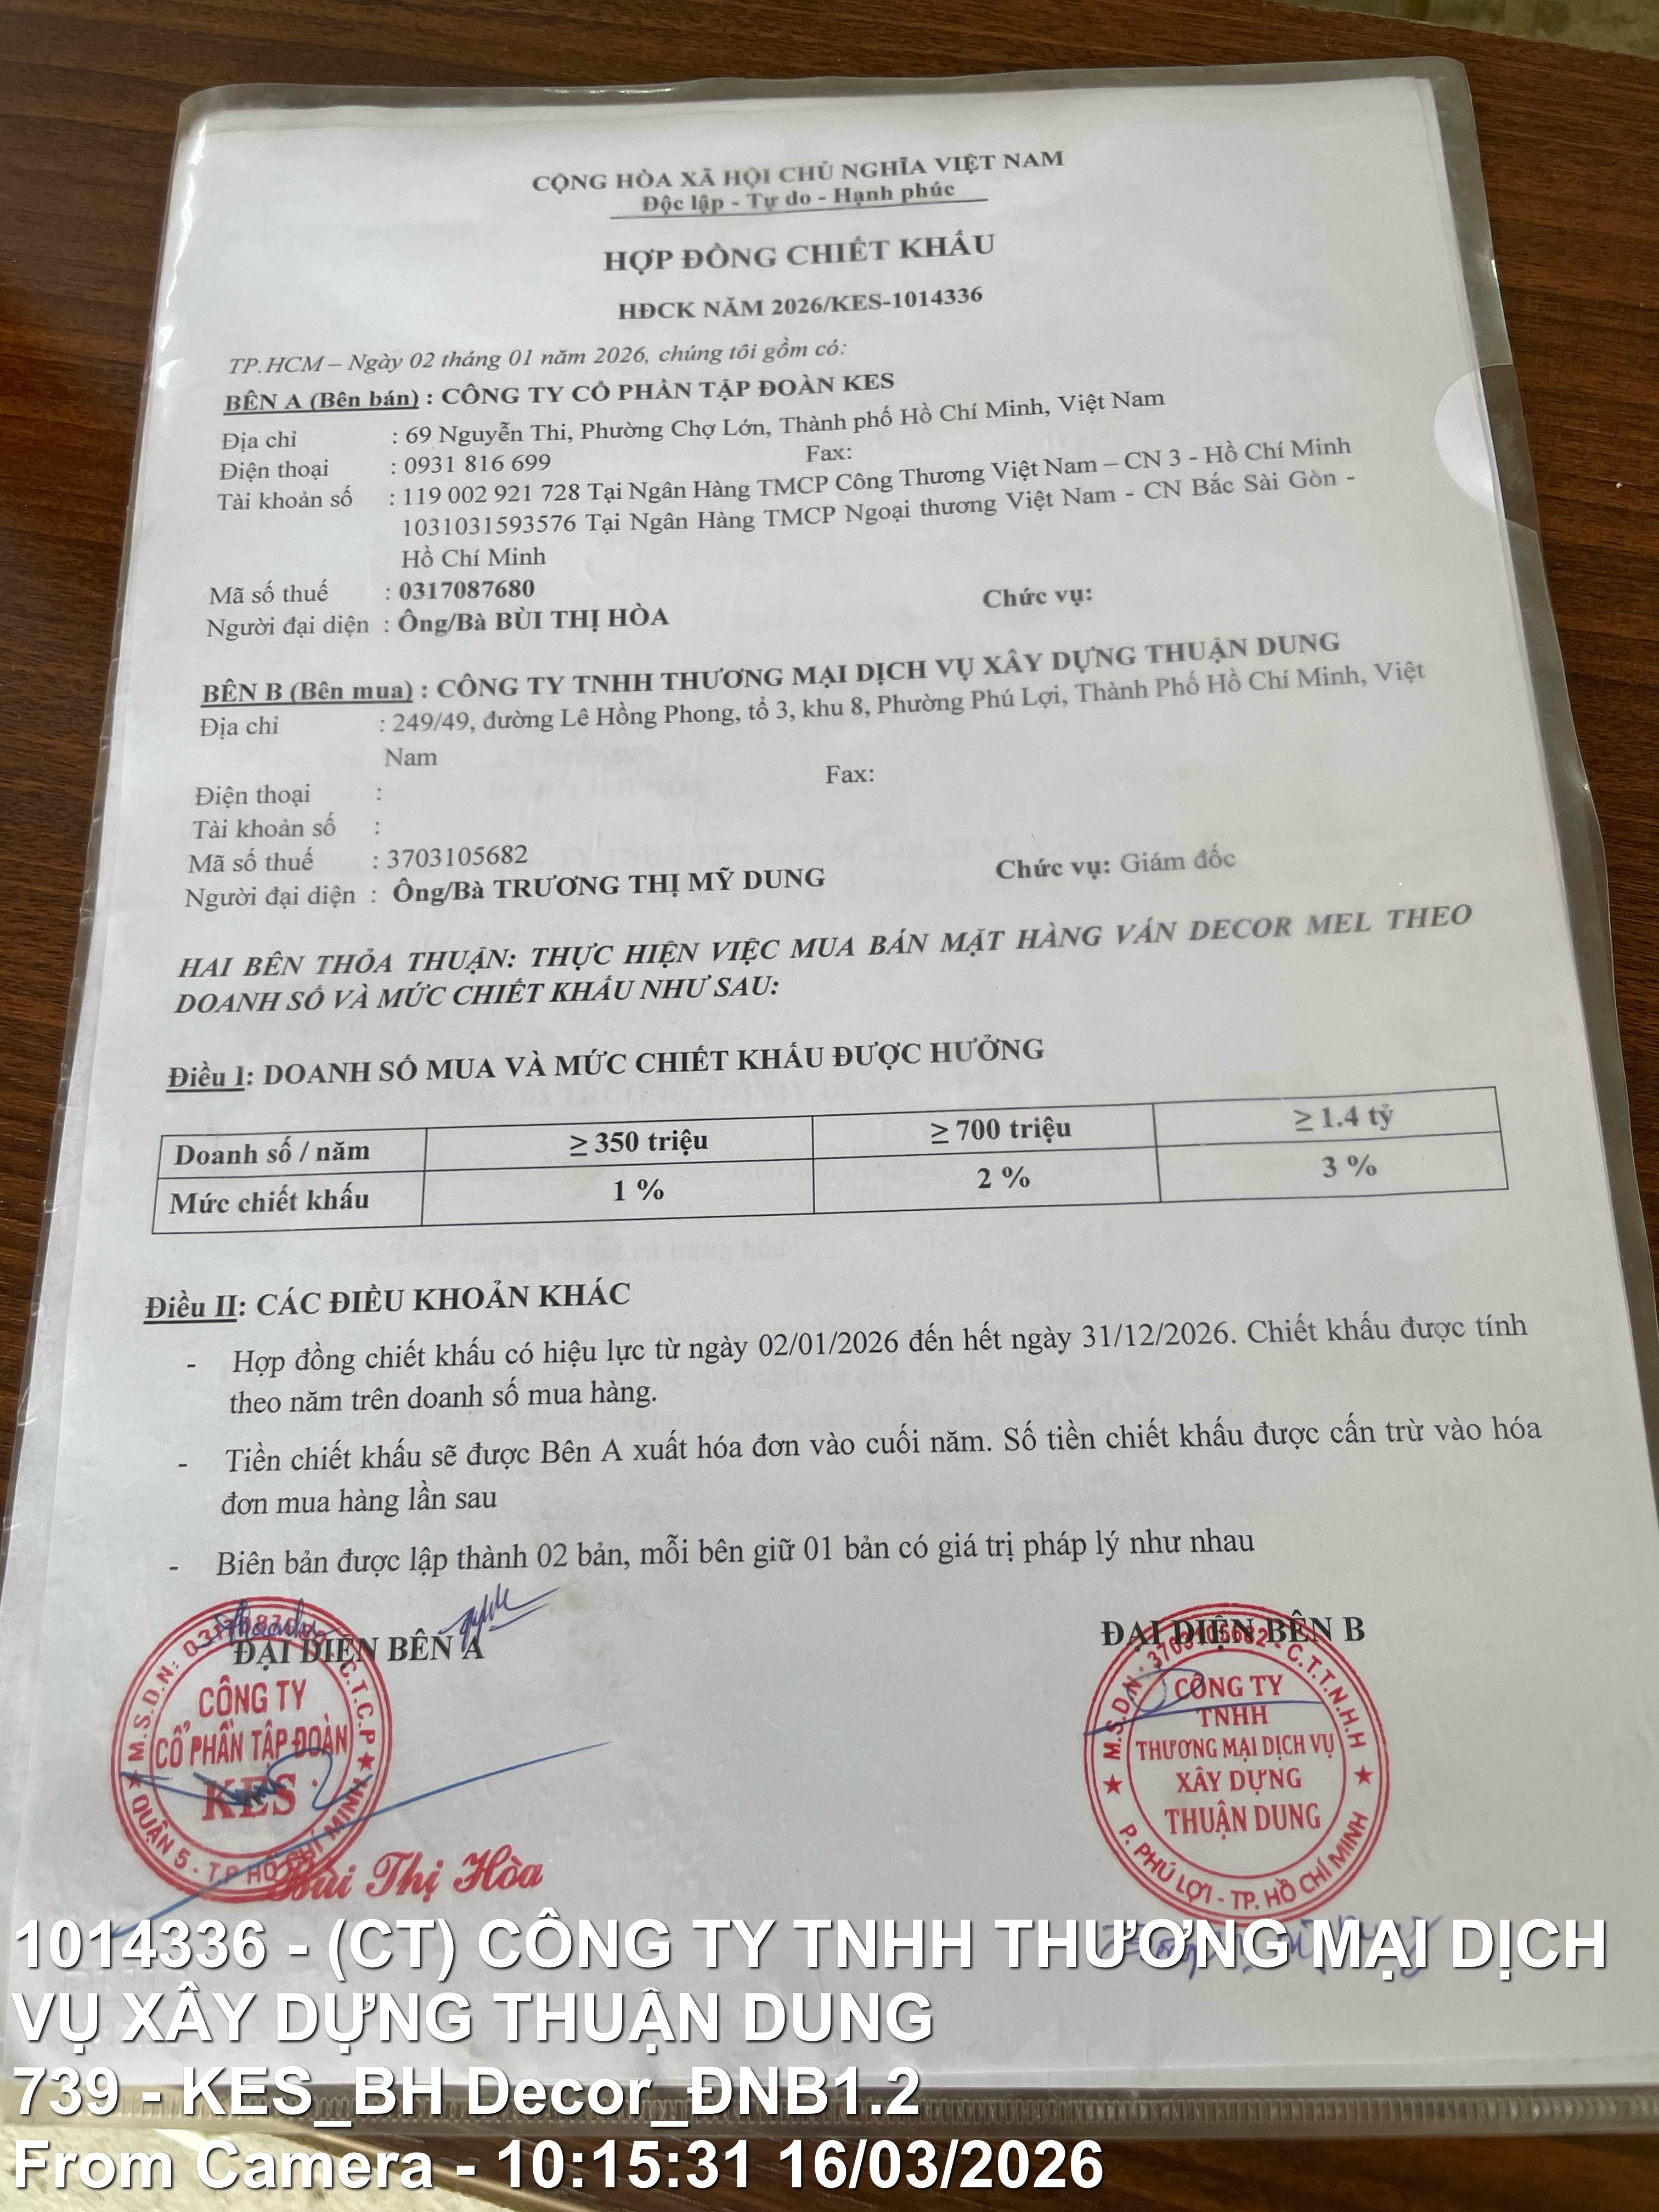 CỘNG HÒA XÃ HỘI CHỦ NGHĨA VIỆT NAM
Độc lập - Tự do - Hạnh phúc
HỢP ĐỒNG CHIẾT KHẤU
HĐCK NĂM 2026/KES-1014336
TP.HCM – Ngày 02 tháng 01 năm 2026, chúng tôi gồm có:
BÊN A (Bên bán) : CÔNG TY CỔ PHẦN TẬP ĐOÀN KES
Địa chỉ : 69 Nguyễn Thi, Phường Chợ Lớn, Thành phố Hồ Chí Minh, Việt Nam
Điện thoại : 0931 816 699 Fax:
Tài khoản số : 119 002 921 728 Tại Ngân Hàng TMCP Công Thương Việt Nam – CN 3 - Hồ Chí Minh
1031031593576 Tại Ngân Hàng TMCP Ngoại thương Việt Nam - CN Bắc Sài Gòn -
Hồ Chí Minh
Mã số thuế : 0317087680
Người đại diện : Ông/Bà BÙI THỊ HÒA Chức vụ:
BÊN B (Bên mua) : CÔNG TY TNHH THƯƠNG MẠI DỊCH VỤ XÂY DỰNG THUẬN DUNG
Địa chỉ : 249/49, đường Lê Hồng Phong, tổ 3, khu 8, Phường Phú Lợi, Thành Phố Hồ Chí Minh, Việt
Nam
Điện thoại : Fax:
Tài khoản số :
Mã số thuế : 3703105682
Người đại diện : Ông/Bà TRƯƠNG THỊ MỸ DUNG Chức vụ: Giám đốc
HAI BÊN THỎA THUẬN: THỰC HIỆN VIỆC MUA BÁN MẶT HÀNG VÁN DECOR MEL THEO
DOANH SỐ VÀ MỨC CHIẾT KHẤU NHƯ SAU:
Điều I: DOANH SỐ MUA VÀ MỨC CHIẾT KHẤU ĐƯỢC HƯỞNG
Doanh số / năm ≥ 350 triệu ≥ 700 triệu ≥ 1.4 tỷ
Mức chiết khấu 1 % 2 % 3 %
Điều II: CÁC ĐIỀU KHOẢN KHÁC
- Hợp đồng chiết khấu có hiệu lực từ ngày 02/01/2026 đến hết ngày 31/12/2026. Chiết khấu được tính
theo năm trên doanh số mua hàng.
- Tiền chiết khấu sẽ được Bên A xuất hóa đơn vào cuối năm. Số tiền chiết khấu được cấn trừ vào hóa
đơn mua hàng lần sau
- Biên bản được lập thành 02 bản, mỗi bên giữ 01 bản có giá trị pháp lý như nhau
ĐẠI DIỆN BÊN A ĐẠI DIỆN BÊN B
M.S.D.N: C.T.C.P
CÔNG TY
CỔ PHẦN TẬP ĐOÀN
KES
QUẬN 5 - T.P HỒ CHÍ MINH
Bùi Thị Hòa
M.S.D.N: 3703105682 - C.T.T.N.H.H
CÔNG TY
TNHH
THƯƠNG MẠI DỊCH VỤ
XÂY DỰNG
THUẬN DUNG
P. PHÚ LỢI - TP. HỒ CHÍ MINH
1014336 - (CT) CÔNG TY TNHH THƯƠNG MẠI DỊCH
VỤ XÂY DỰNG THUẬN DUNG
739 - KES_BH Decor_ĐNB1.2
From Camera - 10:15:31 16/03/2026